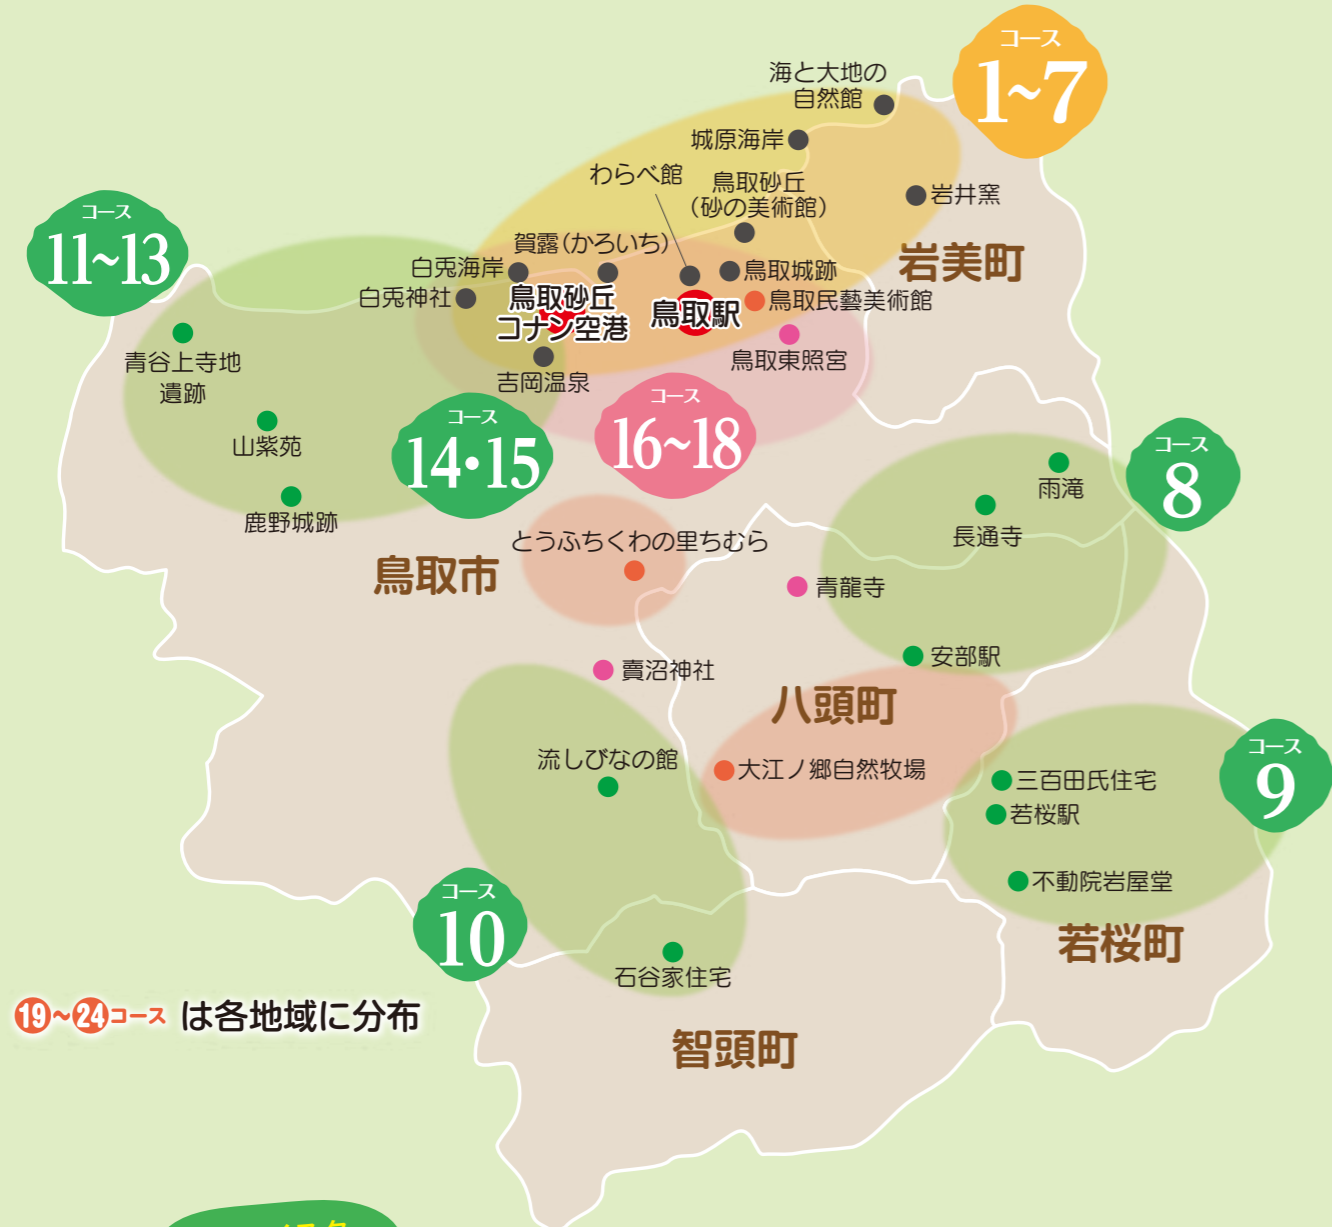 コース
1~7
海と大地の
自然館
城原海岸
わらべ館
鳥取砂丘
(砂の美術館)
岩井窯
岩美町
コース
11~13
賀露(かろいち)
白兎海岸
白兎神社
鳥取城跡
鳥取砂丘
コナン空港
鳥取駅
鳥取民藝美術館
鳥取東照宮
吉岡温泉
青谷上寺地
遺跡
山紫苑
鹿野城跡
コース
14・15
コース
16~18
コース
8
雨滝
長通寺
とうふちくわの里ちむら
鳥取市
青龍寺
安部駅
賣沼神社
八頭町
流しびなの館
大江ノ郷自然牧場
コース
9
三百田氏住宅
若桜駅
不動院岩屋堂
若桜町
コース
10
石谷家住宅
19~24コース は各地域に分布
智頭町